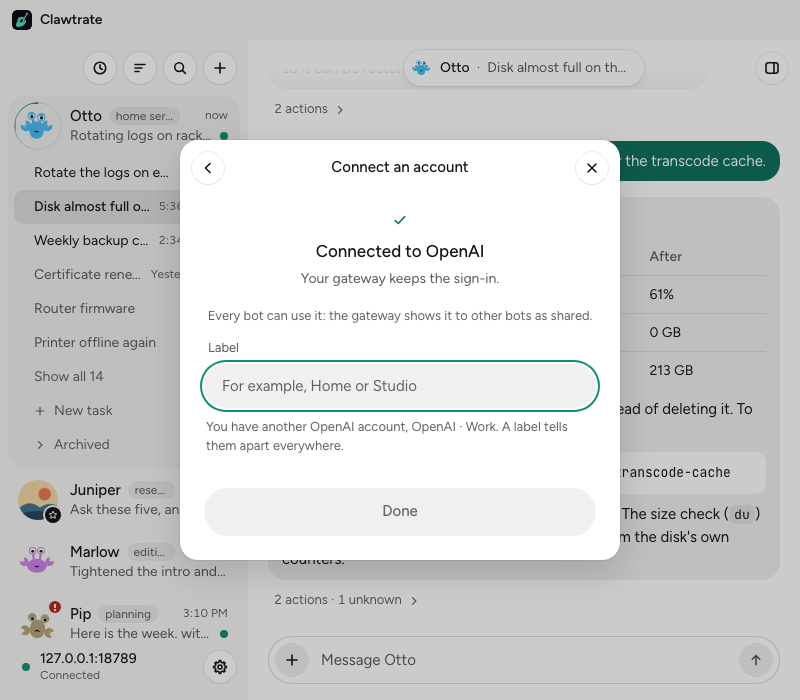 Clawtrate
Otto home ser... now
Rotating logs on rack...
Rotate the logs on e...
Disk almost full o... 5:36
Weekly backup c... 2:34
Certificate rene... Yeste
Router firmware
Printer offline again
Show all 14
New task
Archived
Juniper rese...
Ask these five, an
Marlow editi...
Tightened the intro and...
Pip planning 3:10 PM
Here is the week. wit...
127.0.0.1:18789
Connected
Otto · Disk almost full on th...
2 actions
the transcode cache.
After
61%
0 GB
213 GB
ead of deleting it. To
transcode-cache
The size check ( du )
m the disk's own
counters.
2 actions · 1 unknown
Message Otto
Connect an account
Connected to OpenAI
Your gateway keeps the sign-in.
Every bot can use it: the gateway shows it to other bots as shared.
Label
For example, Home or Studio
You have another OpenAI account, OpenAI · Work. A label tells
them apart everywhere.
Done